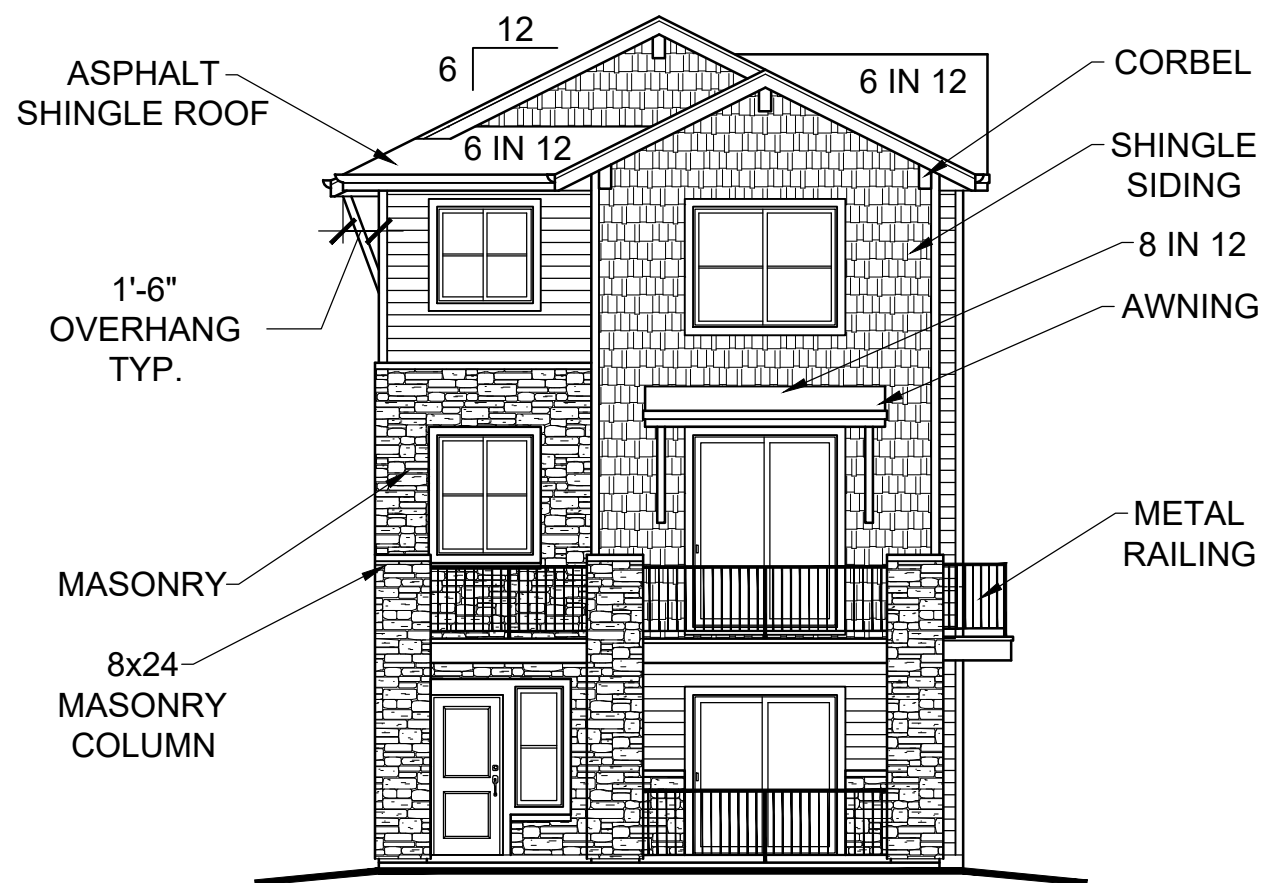 12
6
ASPHALT
SHINGLE ROOF
6 IN 12
6 IN 12
CORBEL
SHINGLE
SIDING
8 IN 12
AWNING
1'-6"
OVERHANG
TYP.
METAL
RAILING
MASONRY
8x24
MASONRY
COLUMN